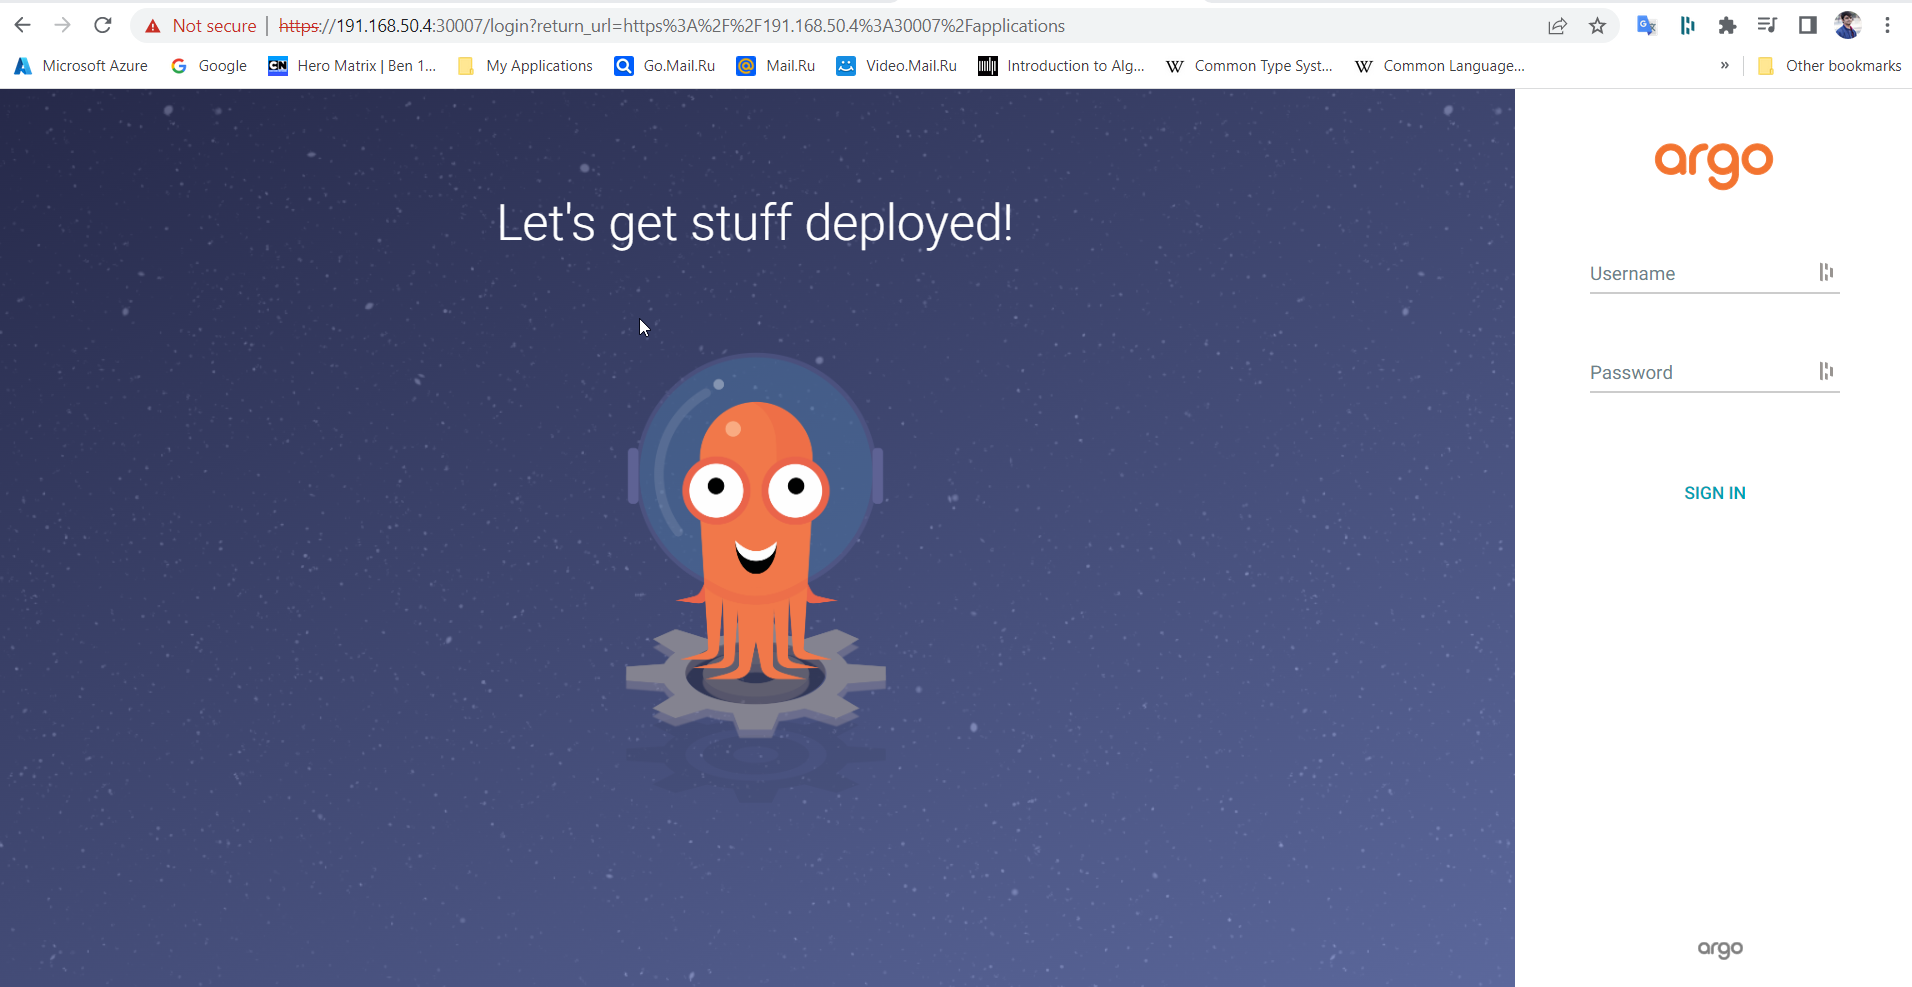 Not secure | https://191.168.50.4:30007/login?return_url=https%3A%2F%2F191.168.50.4%3A30007%2Fapplications
Microsoft Azure Google CN Hero Matrix | Ben 1... My Applications Go.Mail.Ru Mail.Ru Video.Mail.Ru Introduction to Alg... W Common Type Syst... W Common Language... » Other bookmarks
Let's get stuff deployed!
argo
Username
Password
SIGN IN
argo